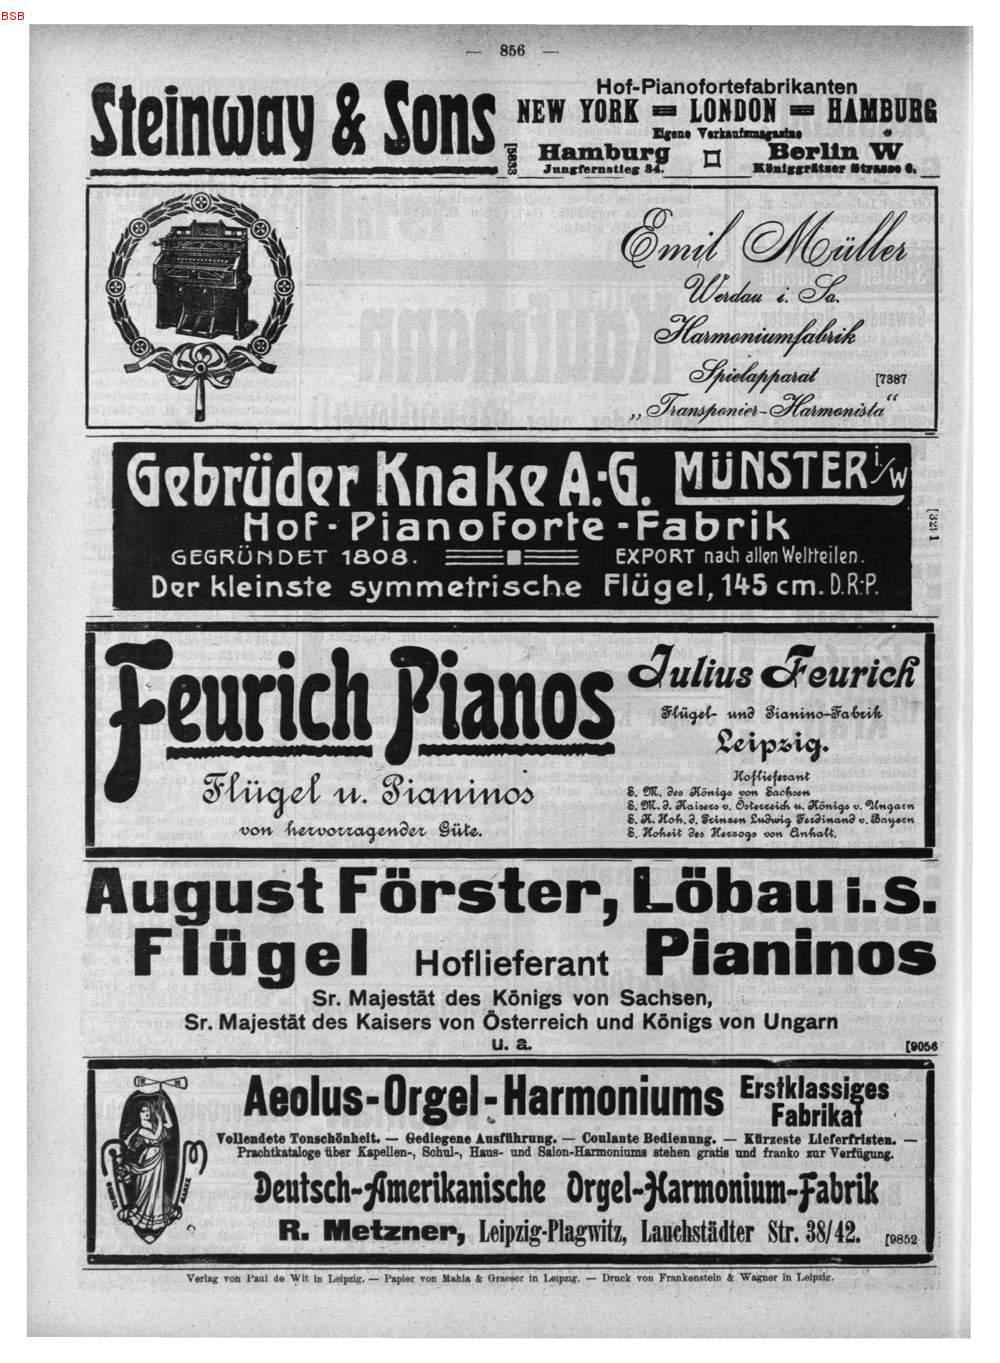 BSB
— 856 —
Steinway & Sons
Hof-Pianofortefabrikanten
NEW YORK = LONDON = HAMBURG
Eigene Verkaufsmagazine
Hamburg
Jungfernstieg 34.
Berlin W
Königgrätzer Strasse 6.
[5833
Emil Müller
Werdau i. Sa.
Harmoniumfabrik
Spielapparat
[7387
„Transponier-Harmonista“
Gebrüder Knake A.-G. MÜNSTER i/W
Hof-Pianoforte-Fabrik
GEGRÜNDET 1808. EXPORT nach allen Weltteilen.
Der kleinste symmetrische Flügel, 145 cm. D.R.-P.
Feurich Pianos
Flügel u. Pianinos
von hervorragender Güte.
Julius Feurich
Flügel- und Pianino-Fabrik
Leipzig.
Hoflieferant
S. M. des Königs von Sachsen
S. M. d. Kaisers v. Österreich u. Königs v. Ungarn
S. K. Hoh. d. Prinzen Ludwig Ferdinand v. Bayern
S. Hoheit des Herzogs von Anhalt.
August Förster, Löbau i. S.
Flügel Hoflieferant Pianinos
Sr. Majestät des Königs von Sachsen,
Sr. Majestät des Kaisers von Österreich und Königs von Ungarn
u. a.
[9056
Aeolus-Orgel-Harmoniums
Erstklassiges
Fabrikat
Vollendete Tonschönheit. — Gediegene Ausführung. — Coulante Bedienung. — Kürzeste Lieferfristen. —
Prachtkataloge über Kapellen-, Schul-, Haus- und Salon-Harmoniums stehen gratis und franko zur Verfügung.
Deutsch-Amerikanische Orgel-Harmonium-Fabrik
R. Metzner, Leipzig-Plagwitz, Lauchstädter Str. 38/42.
[9852
Verlag von Paul de Wit in Leipzig. — Papier von Mahla & Graeser in Leipzig. — Druck von Frankenstein & Wagner in Leipzig.